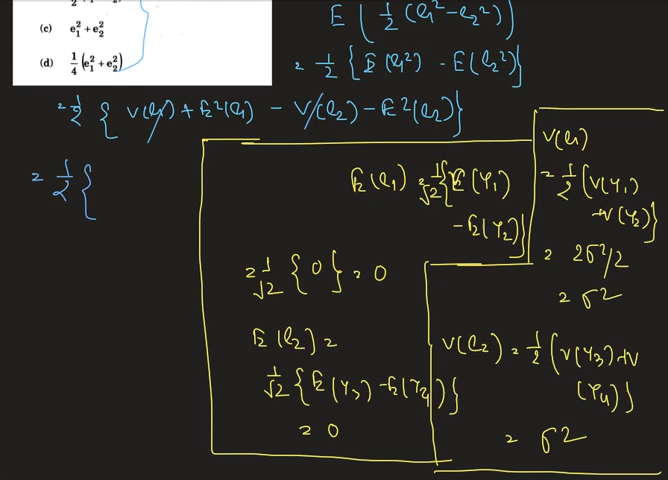 (c) e₁² + e₂²
(d) 1/4 (e₁² + e₂²)
E ( 1/2 (e₁² - e₂²) )
= 1/2 { E (e₁²) - E(e₂²) }
= 1/2 { V(e₁) + E²(e₁) - V(e₂) - E²(e₂) }
= 1/2 {
E(e₁) = 1/√2 { E(Y₁)
- E(Y₂) }
= 1/√2 { 0 } = 0
E(e₂) =
1/√2 { E(Y₃) - E(Y₄) }
= 0
V(e₁)
= 1/2 ( V(Y₁)
+ V(Y₂) }
= 2σ²/2
= σ²
V(e₂) = 1/2 ( V(Y₃) + V
(Y₄) }
= σ²